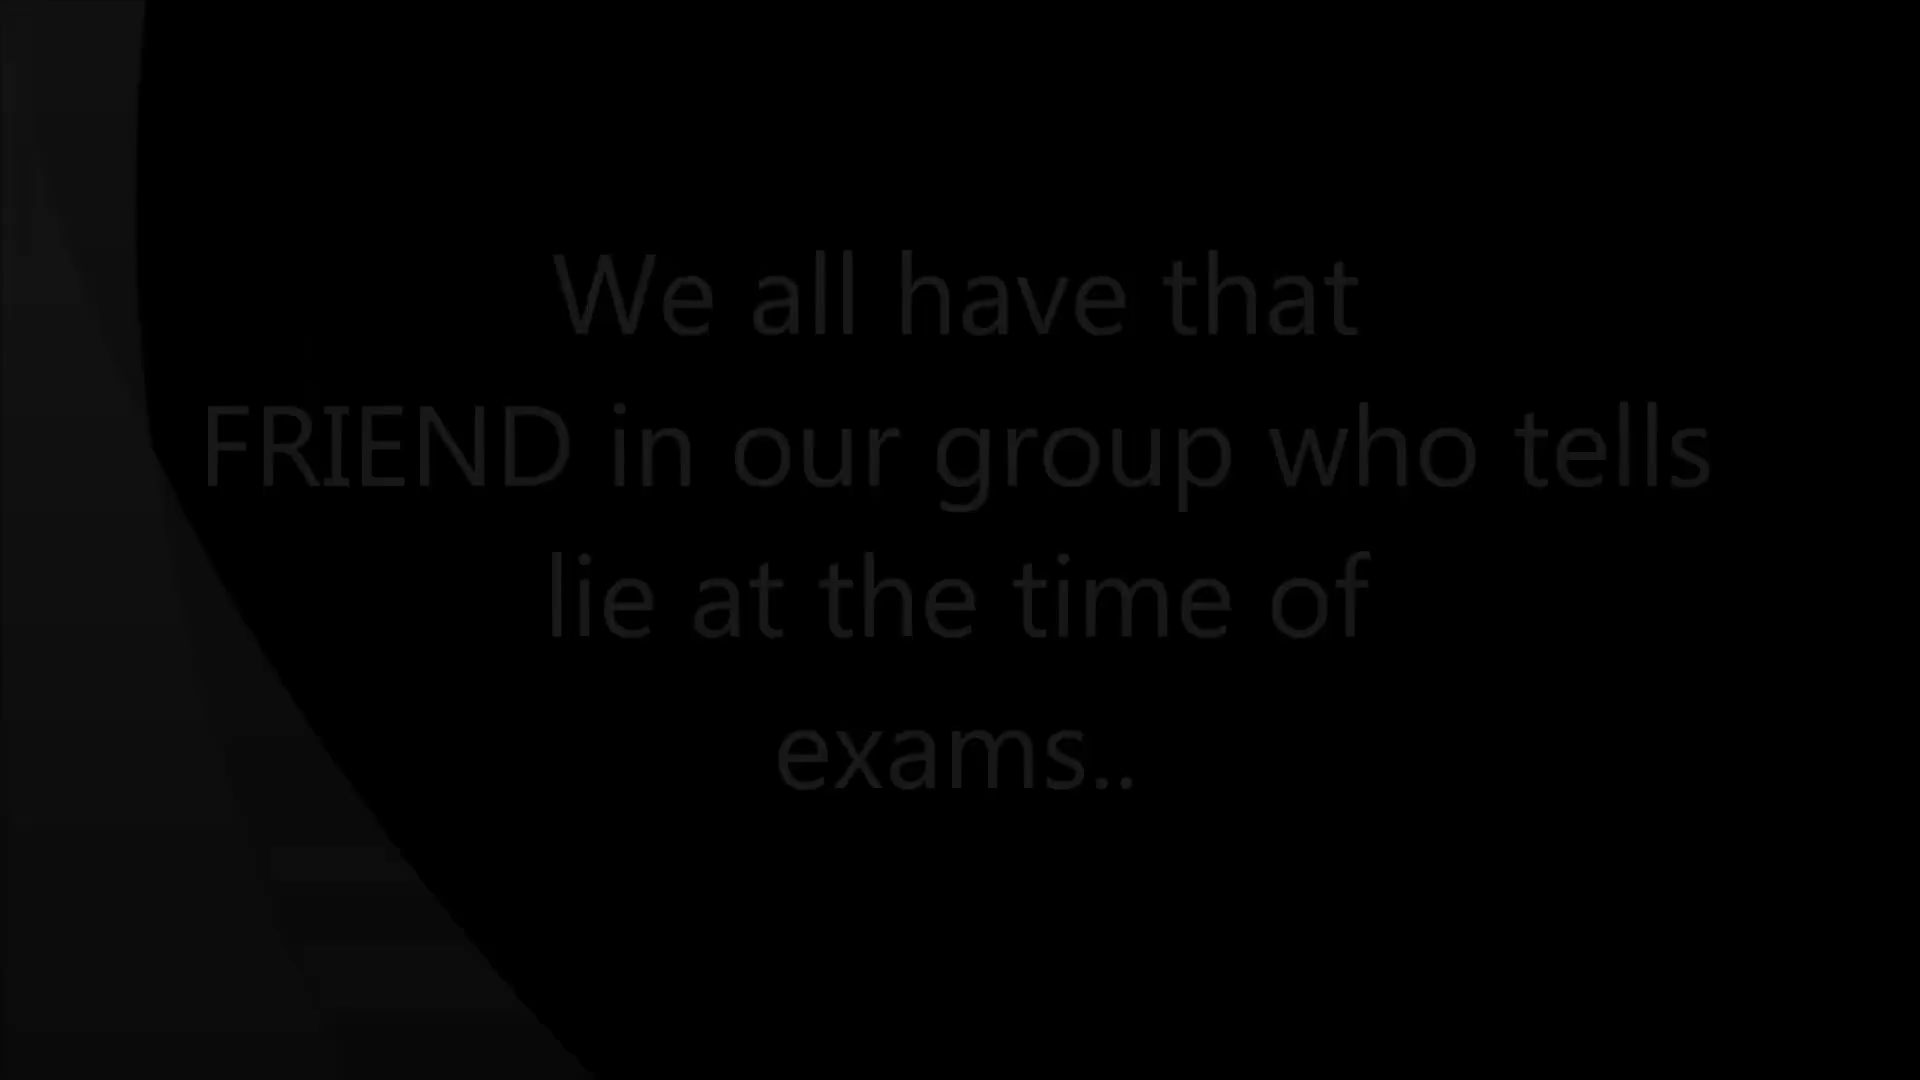 We all have that
FRIEND in our group who tells
lie at the time of
exams..